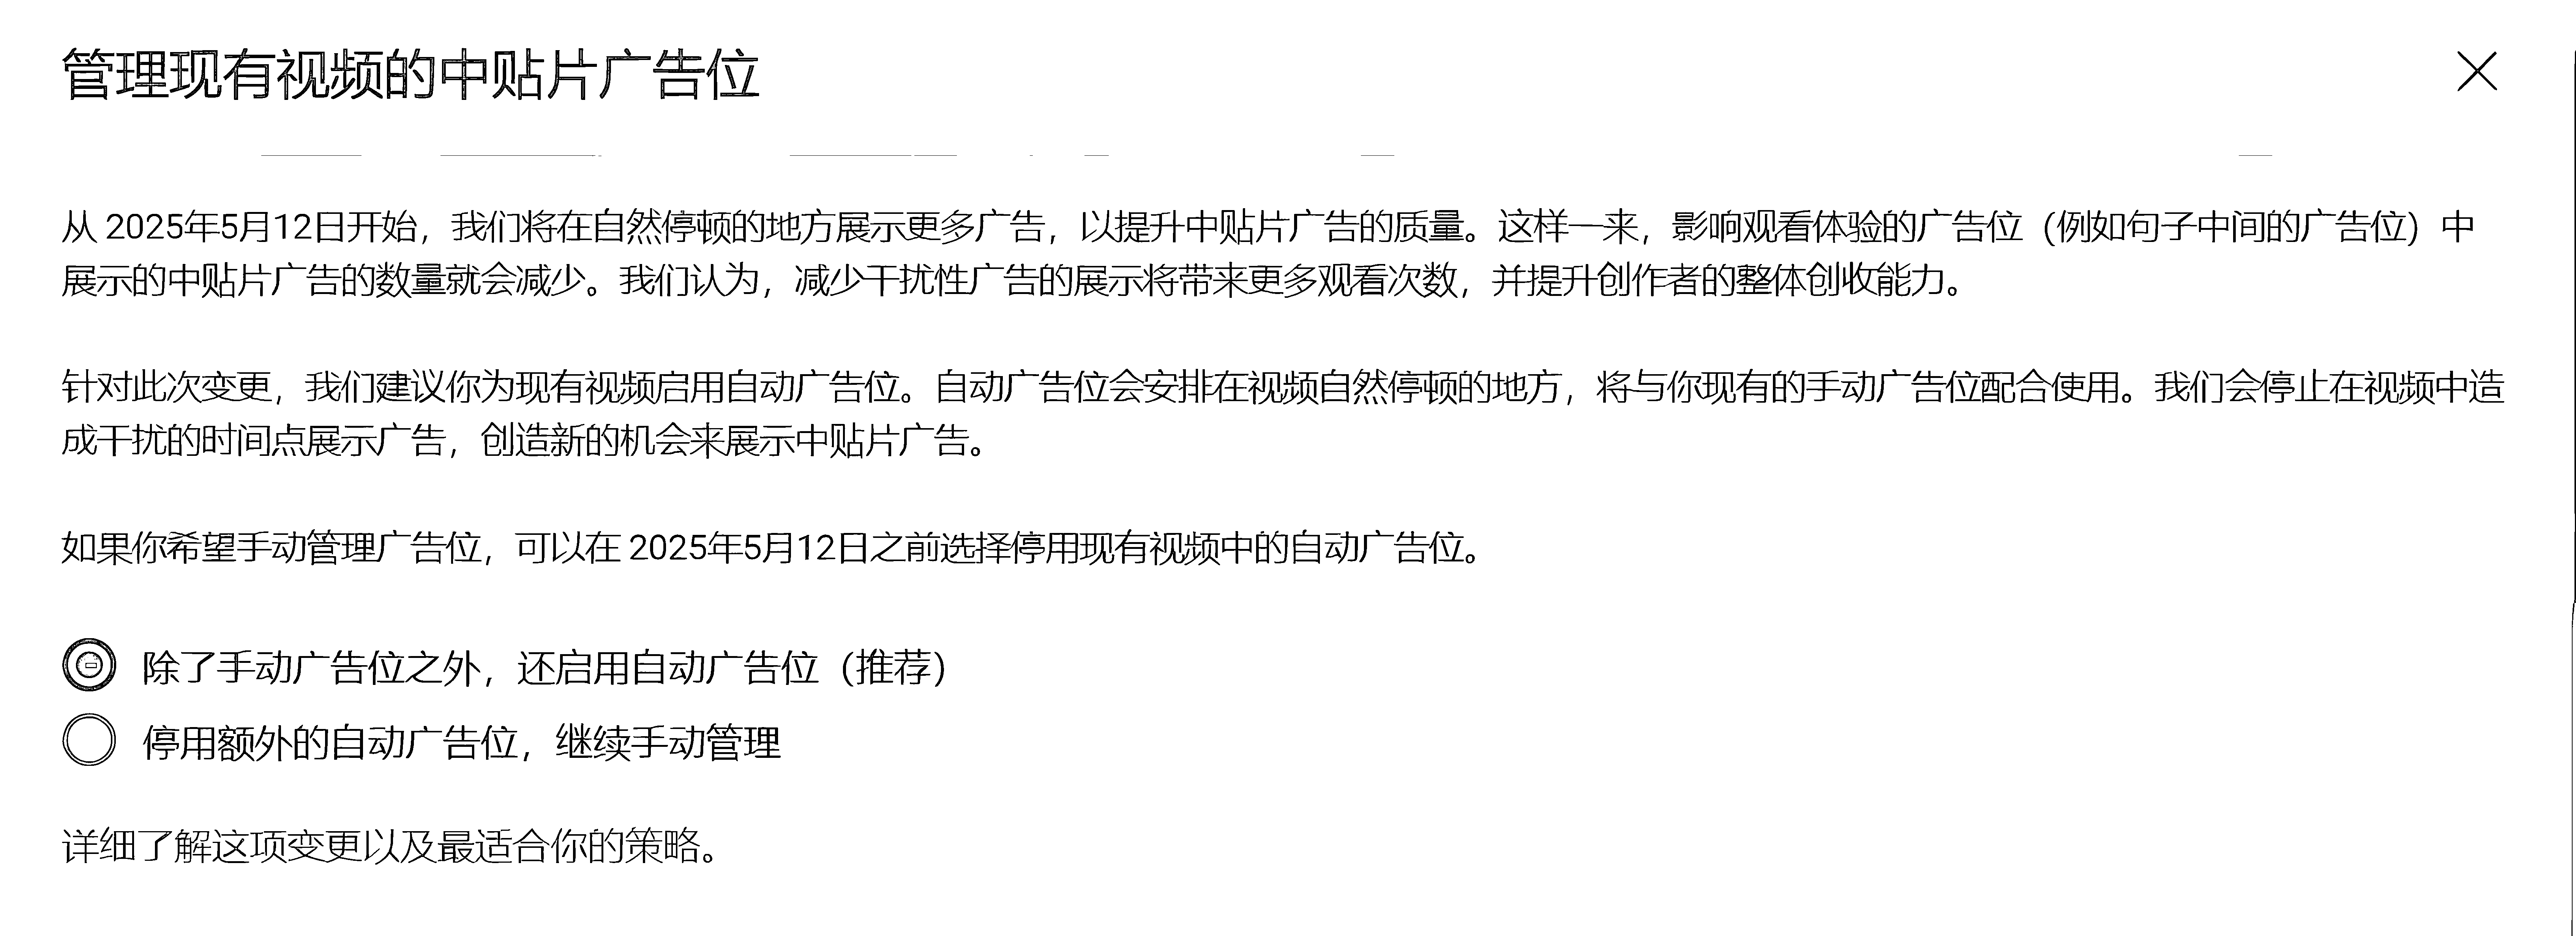 管理现有视频的中贴片广告位
从 2025年5月12日开始，我们将在自然停顿的地方展示更多广告，以提升中贴片广告的质量。这样一来，影响观看体验的广告位（例如句子中间的广告位）中
展示的中贴片广告的数量就会减少。我们认为，减少干扰性广告的展示将带来更多观看次数，并提升创作者的整体创收能力。
针对此次变更，我们建议你为现有视频启用自动广告位。自动广告位会安排在视频自然停顿的地方，将与你现有的手动广告位配合使用。我们会停止在视频中造
成干扰的时间点展示广告，创造新的机会来展示中贴片广告。
如果你希望手动管理广告位，可以在 2025年5月12日之前选择停用现有视频中的自动广告位。
除了手动广告位之外，还启用自动广告位（推荐）
停用额外的自动广告位，继续手动管理
详细了解这项变更以及最适合你的策略。